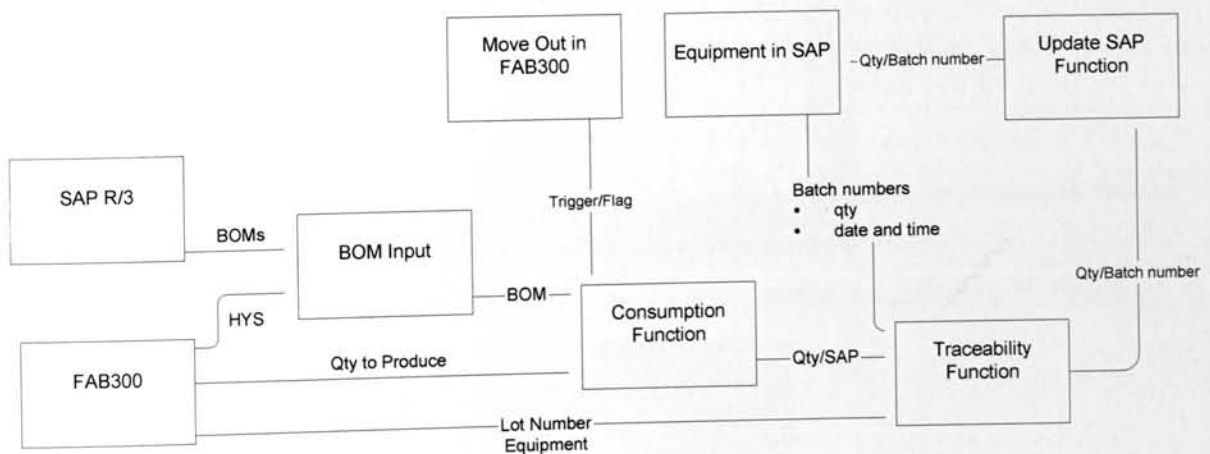 Move Out in
FAB300
Equipment in SAP
Qty/Batch number
Update SAP
Function
SAP R/3
BOMs
BOM Input
Trigger/Flag
Batch numbers
• qty
• date and time
Qty/Batch number
HYS
BOM
Consumption
Function
FAB300
Qty to Produce
Qty/SAP
Traceability
Function
Lot Number
Equipment